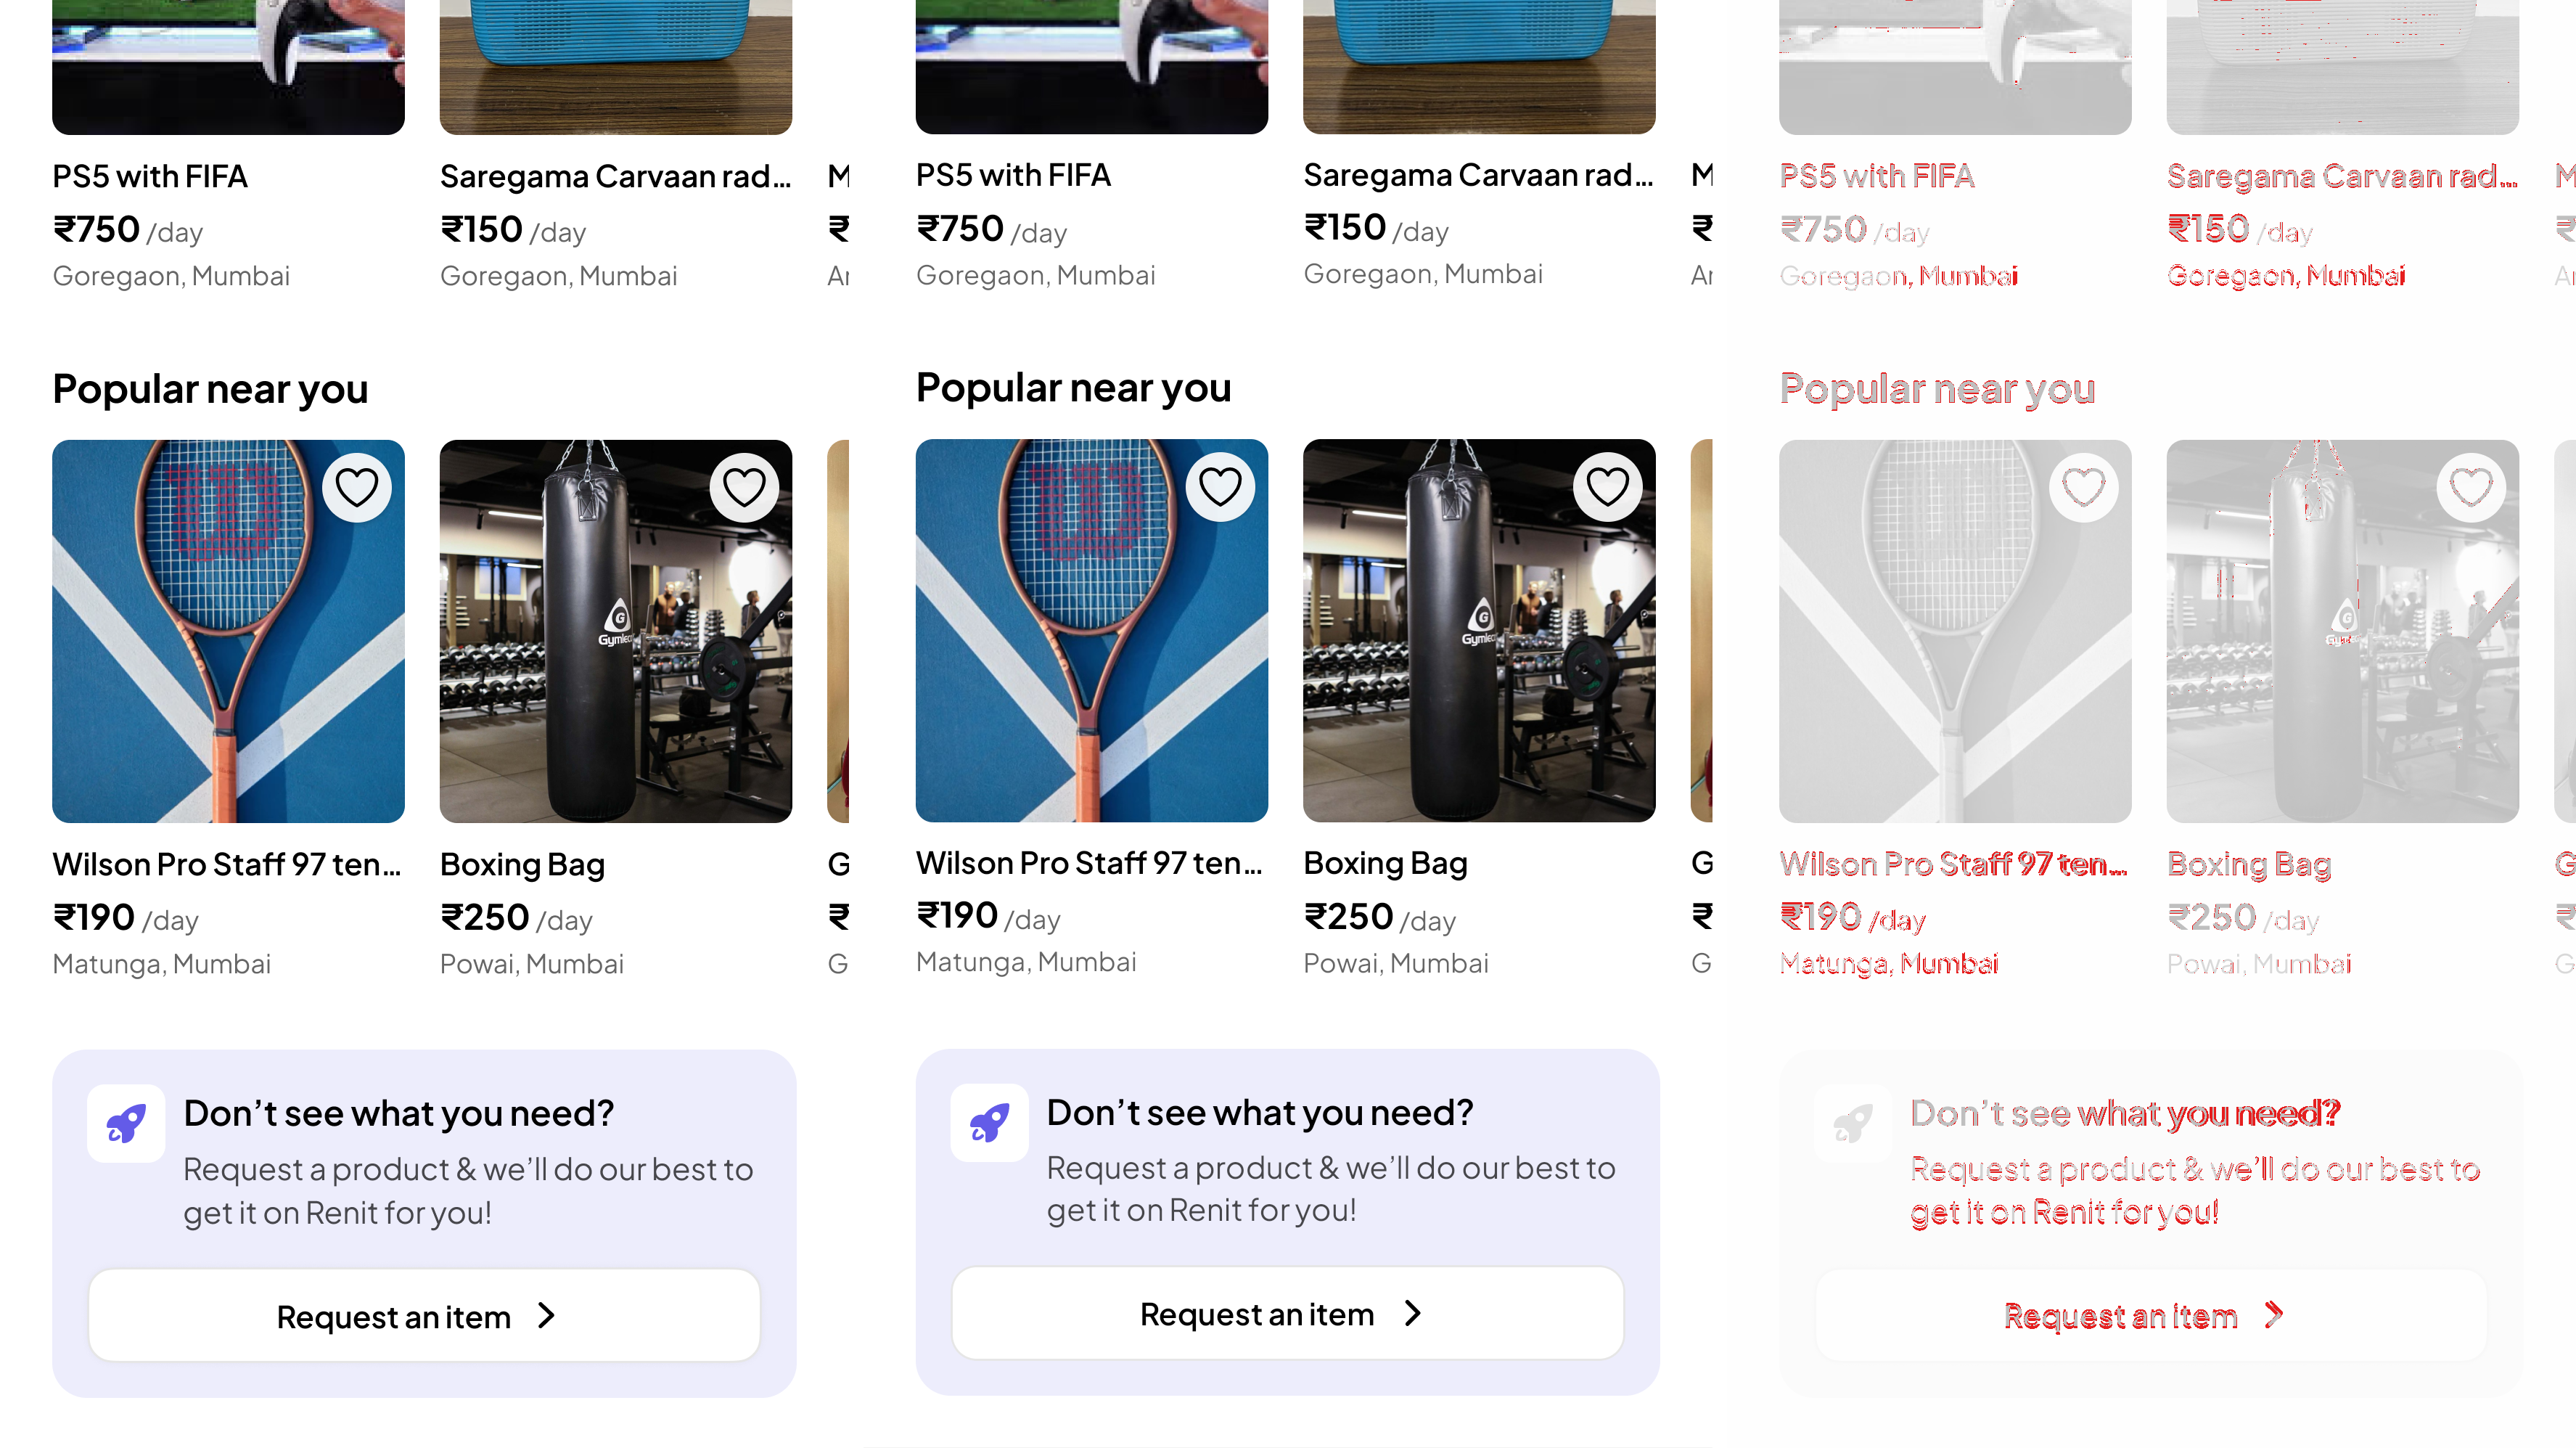 PS5 with FIFA
₹750 /day
Goregaon, Mumbai
Saregama Carvaan rad...
₹150 /day
Goregaon, Mumbai
M
₹
Ar
Popular near you
G
Gymleco
Wilson Pro Staff 97 ten...
₹190 /day
Matunga, Mumbai
Boxing Bag
₹250 /day
Powai, Mumbai
G
₹
G
Don’t see what you need?
Request a product & we’ll do our best to
get it on Renit for you!
Request an item
PS5 with FIFA
₹750 /day
Goregaon, Mumbai
Saregama Carvaan rad...
₹150 /day
Goregaon, Mumbai
M
₹
Ar
Popular near you
G
Gymleco
Wilson Pro Staff 97 ten...
₹190 /day
Matunga, Mumbai
Boxing Bag
₹250 /day
Powai, Mumbai
G
₹
G
Don’t see what you need?
Request a product & we’ll do our best to
get it on Renit for you!
Request an item
PS5 with FIFA
₹750 /day
Goregaon, Mumbai
Saregama Carvaan rad...
₹150 /day
Goregaon, Mumbai
M
₹
Ar
Popular near you
G
Wilson Pro Staff 97 ten...
₹190 /day
Matunga, Mumbai
Boxing Bag
₹250 /day
Powai, Mumbai
G
₹
G
Don’t see what you need?
Request a product & we’ll do our best to
get it on Renit for you!
Request an item